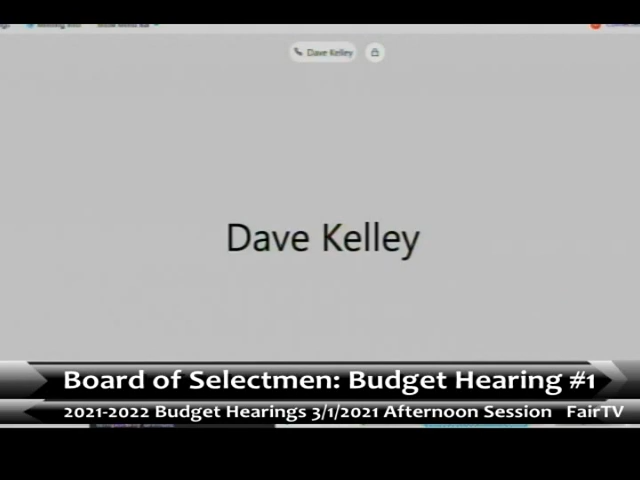 Dave Kelley
Dave Kelley
Board of Selectmen: Budget Hearing #1
2021-2022 Budget Hearings 3/1/2021 Afternoon Session FairTV